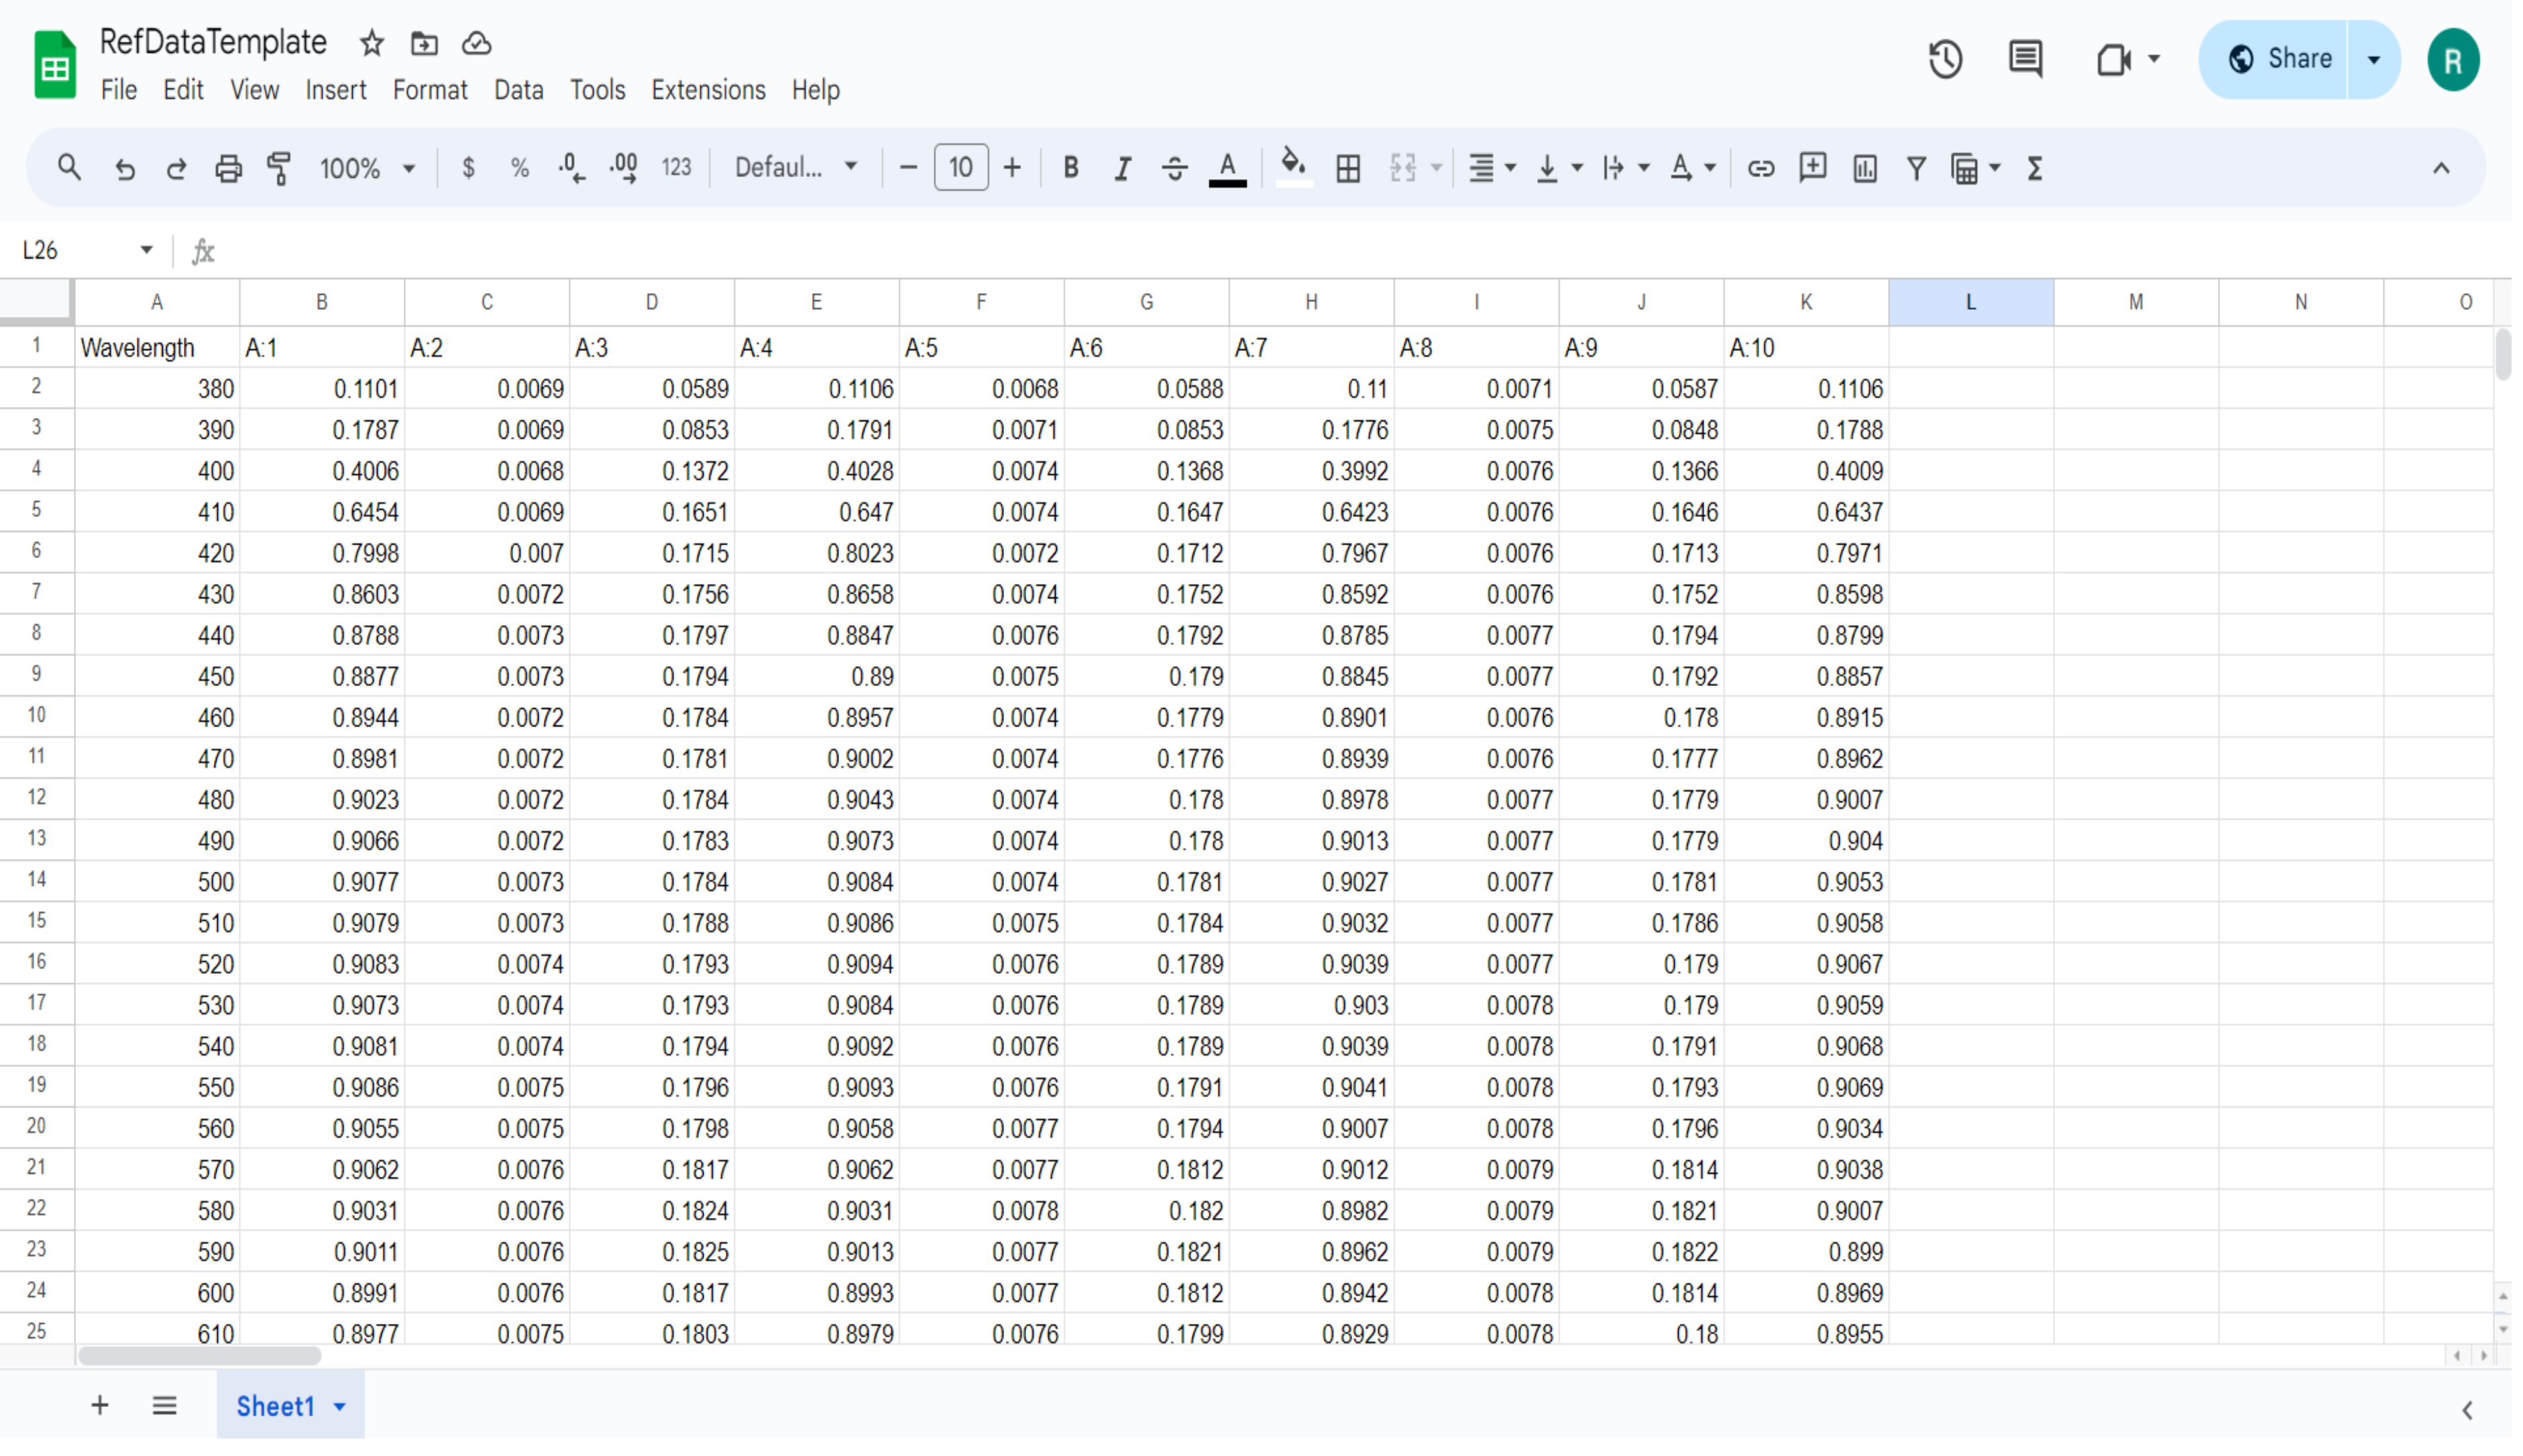 RefDataTemplate
File Edit View Insert Format Data Tools Extensions Help
Share R
100% $ % .0 .00 123 Defaul... 10 B I A A Σ
L26 fx
A B C D E F G H I J K L M N O
1 Wavelength A:1 A:2 A:3 A:4 A:5 A:6 A:7 A:8 A:9 A:10
2 380 0.1101 0.0069 0.0589 0.1106 0.0068 0.0588 0.11 0.0071 0.0587 0.1106
3 390 0.1787 0.0069 0.0853 0.1791 0.0071 0.0853 0.1776 0.0075 0.0848 0.1788
4 400 0.4006 0.0068 0.1372 0.4028 0.0074 0.1368 0.3992 0.0076 0.1366 0.4009
5 410 0.6454 0.0069 0.1651 0.647 0.0074 0.1647 0.6423 0.0076 0.1646 0.6437
6 420 0.7998 0.007 0.1715 0.8023 0.0072 0.1712 0.7967 0.0076 0.1713 0.7971
7 430 0.8603 0.0072 0.1756 0.8658 0.0074 0.1752 0.8592 0.0076 0.1752 0.8598
8 440 0.8788 0.0073 0.1797 0.8847 0.0076 0.1792 0.8785 0.0077 0.1794 0.8799
9 450 0.8877 0.0073 0.1794 0.89 0.0075 0.179 0.8845 0.0077 0.1792 0.8857
10 460 0.8944 0.0072 0.1784 0.8957 0.0074 0.1779 0.8901 0.0076 0.178 0.8915
11 470 0.8981 0.0072 0.1781 0.9002 0.0074 0.1776 0.8939 0.0076 0.1777 0.8962
12 480 0.9023 0.0072 0.1784 0.9043 0.0074 0.178 0.8978 0.0077 0.1779 0.9007
13 490 0.9066 0.0072 0.1783 0.9073 0.0074 0.178 0.9013 0.0077 0.1779 0.904
14 500 0.9077 0.0073 0.1784 0.9084 0.0074 0.1781 0.9027 0.0077 0.1781 0.9053
15 510 0.9079 0.0073 0.1788 0.9086 0.0075 0.1784 0.9032 0.0077 0.1786 0.9058
16 520 0.9083 0.0074 0.1793 0.9094 0.0076 0.1789 0.9039 0.0077 0.179 0.9067
17 530 0.9073 0.0074 0.1793 0.9084 0.0076 0.1789 0.903 0.0078 0.179 0.9059
18 540 0.9081 0.0074 0.1794 0.9092 0.0076 0.1789 0.9039 0.0078 0.1791 0.9068
19 550 0.9086 0.0075 0.1796 0.9093 0.0076 0.1791 0.9041 0.0078 0.1793 0.9069
20 560 0.9055 0.0075 0.1798 0.9058 0.0077 0.1794 0.9007 0.0078 0.1796 0.9034
21 570 0.9062 0.0076 0.1817 0.9062 0.0077 0.1812 0.9012 0.0079 0.1814 0.9038
22 580 0.9031 0.0076 0.1824 0.9031 0.0078 0.182 0.8982 0.0079 0.1821 0.9007
23 590 0.9011 0.0076 0.1825 0.9013 0.0077 0.1821 0.8962 0.0079 0.1822 0.899
24 600 0.8991 0.0076 0.1817 0.8993 0.0077 0.1812 0.8942 0.0078 0.1814 0.8969
25 610 0.8977 0.0075 0.1803 0.8979 0.0076 0.1799 0.8929 0.0078 0.18 0.8955
Sheet1